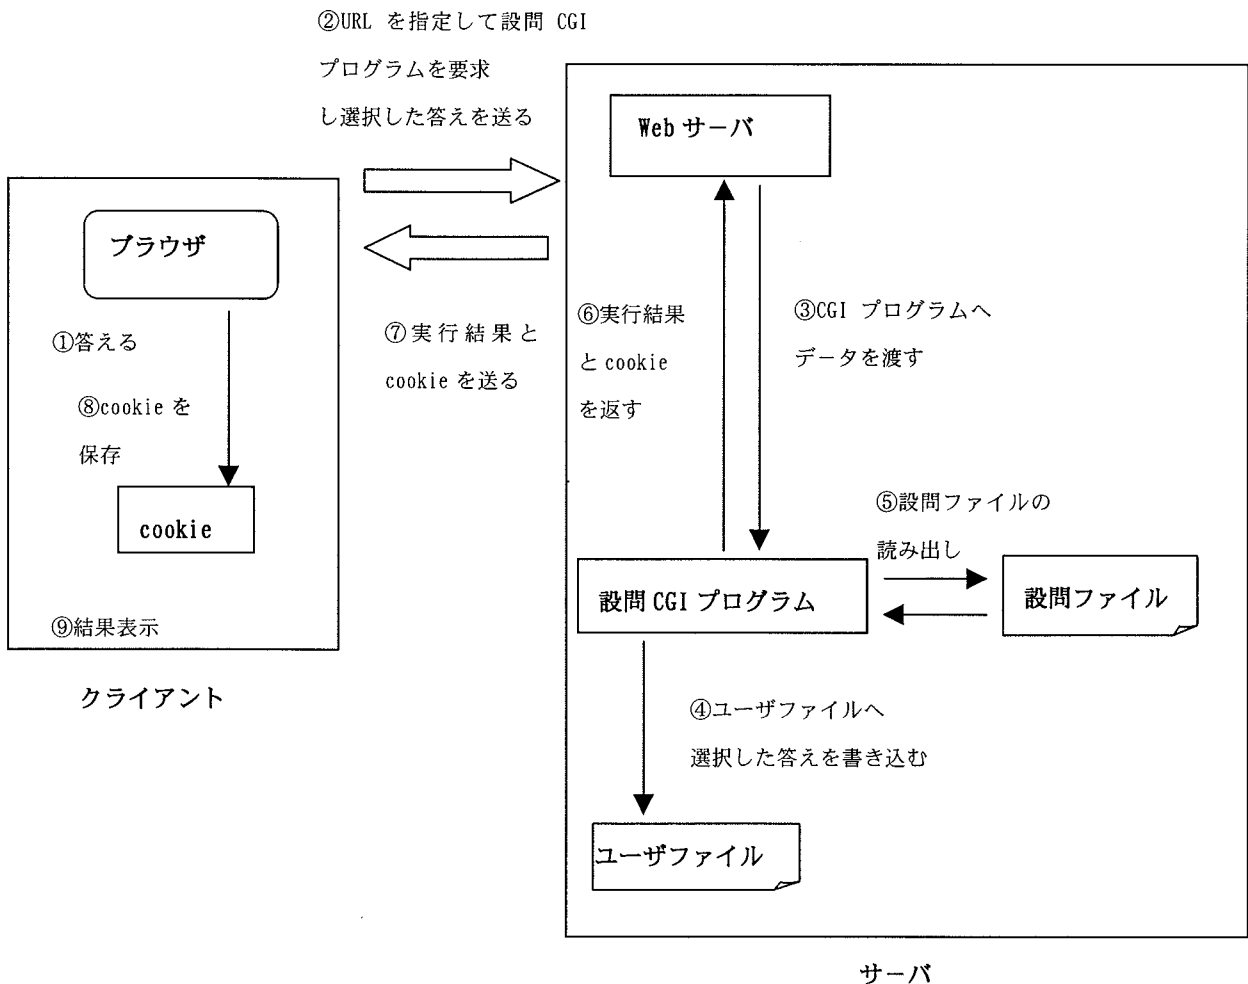 ②URL を指定して設問 CGI
プログラムを要求
し選択した答えを送る
Web サーバ
ブラウザ
①答える
⑧cookie を
保存
cookie
⑨結果表示
クライアント
⑦実行結果と
cookie を送る
⑥実行結果
と cookie
を返す
③CGI プログラムへ
データを渡す
⑤設問ファイルの
読み出し
設問 CGI プログラム
設問ファイル
④ユーザファイルへ
選択した答えを書き込む
ユーザファイル
サーバ